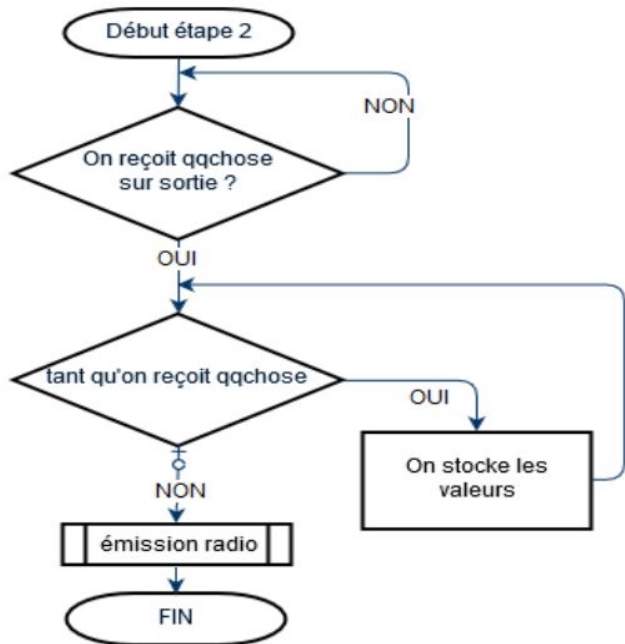 Début étape 2
NON
On reçoit qqchose
sur sortie ?
OUI
tant qu'on reçoit qqchose
OUI
On stocke les
valeurs
NON
émission radio
FIN